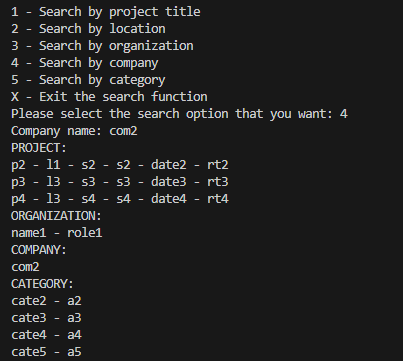 1 - Search by project title
2 - Search by location
3 - Search by organization
4 - Search by company
5 - Search by category
X - Exit the search function
Please select the search option that you want: 4
Company name: com2
PROJECT:
p2 - l1 - s2 - s2 - date2 - rt2
p3 - l3 - s3 - s3 - date3 - rt3
p4 - l3 - s4 - s4 - date4 - rt4
ORGANIZATION:
name1 - role1
COMPANY:
com2
CATEGORY:
cate2 - a2
cate3 - a3
cate4 - a4
cate5 - a5